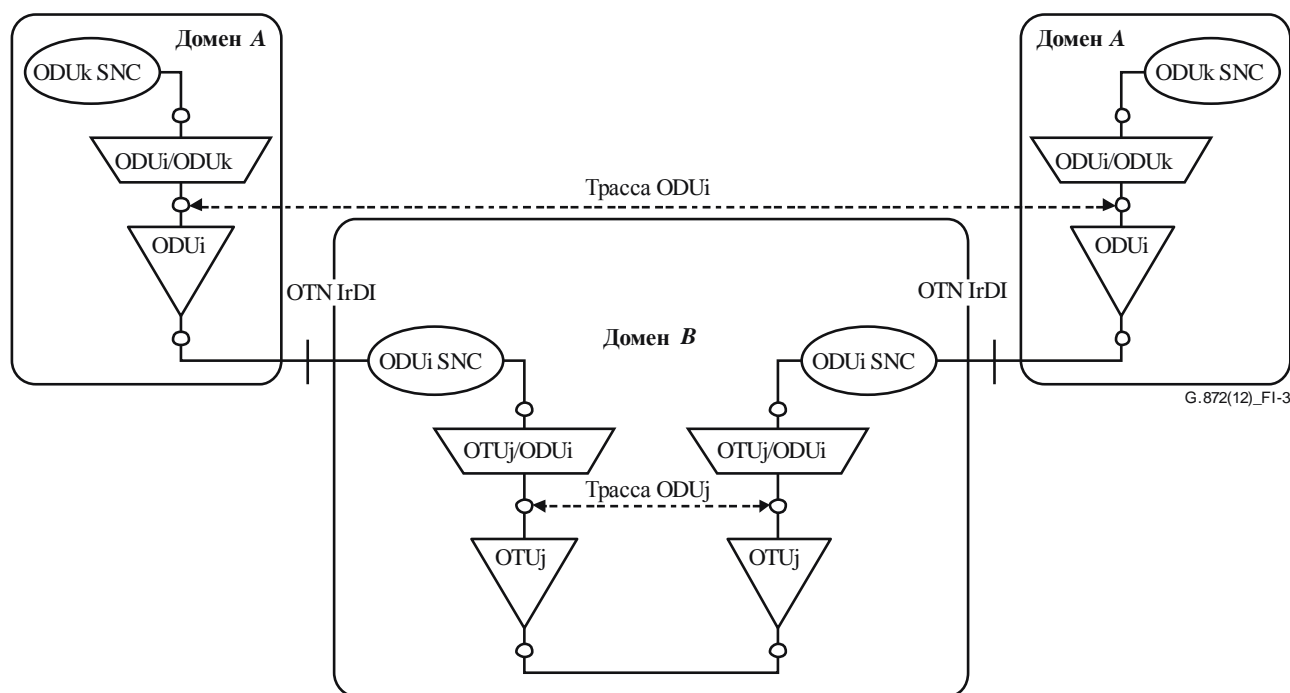 Домен A
Домен A
ODUk SNC
ODUk SNC
ODUi/ODUk
ODUi/ODUk
Трасса ODUi
ODUi
ODUi
OTN IrDI
OTN IrDI
Домен B
ODUi SNC
ODUi SNC
G.872(12)_FI-3
OTUj/ODUi
OTUj/ODUi
Трасса ODUj
OTUj
OTUj